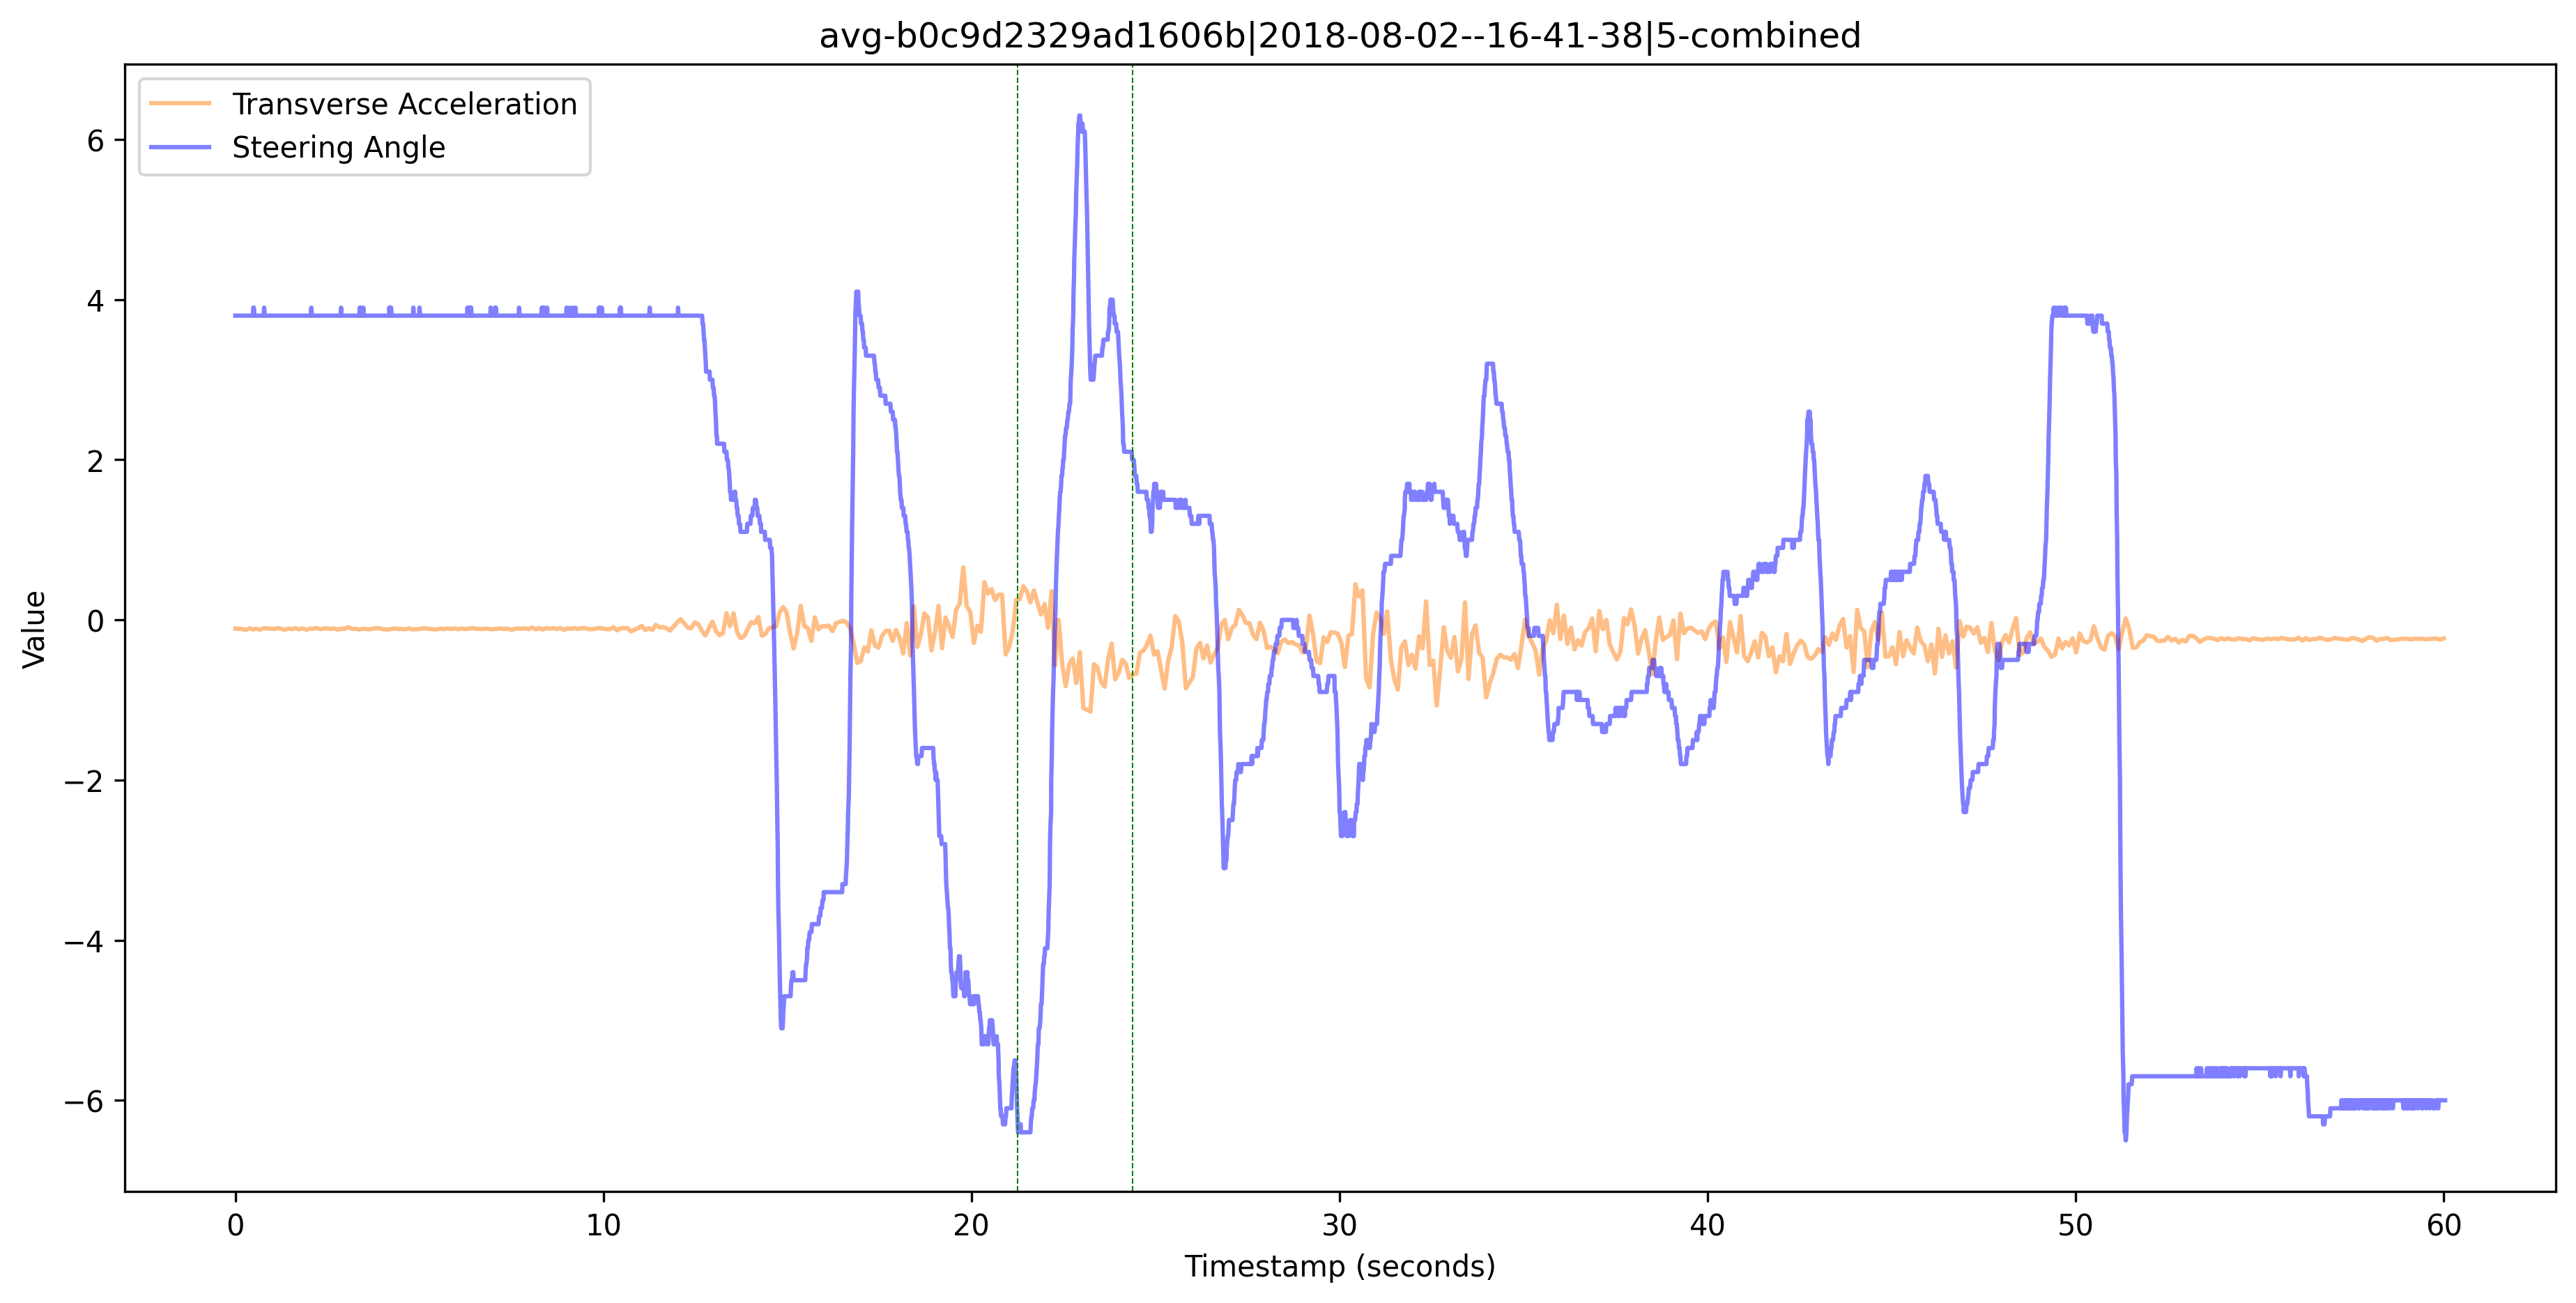 avg-b0c9d2329ad1606b|2018-08-02--16-41-38|5-combined
Transverse Acceleration
Steering Angle
6
4
2
0
−2
−4
−6
Value
0 10 20 30 40 50 60
Timestamp (seconds)